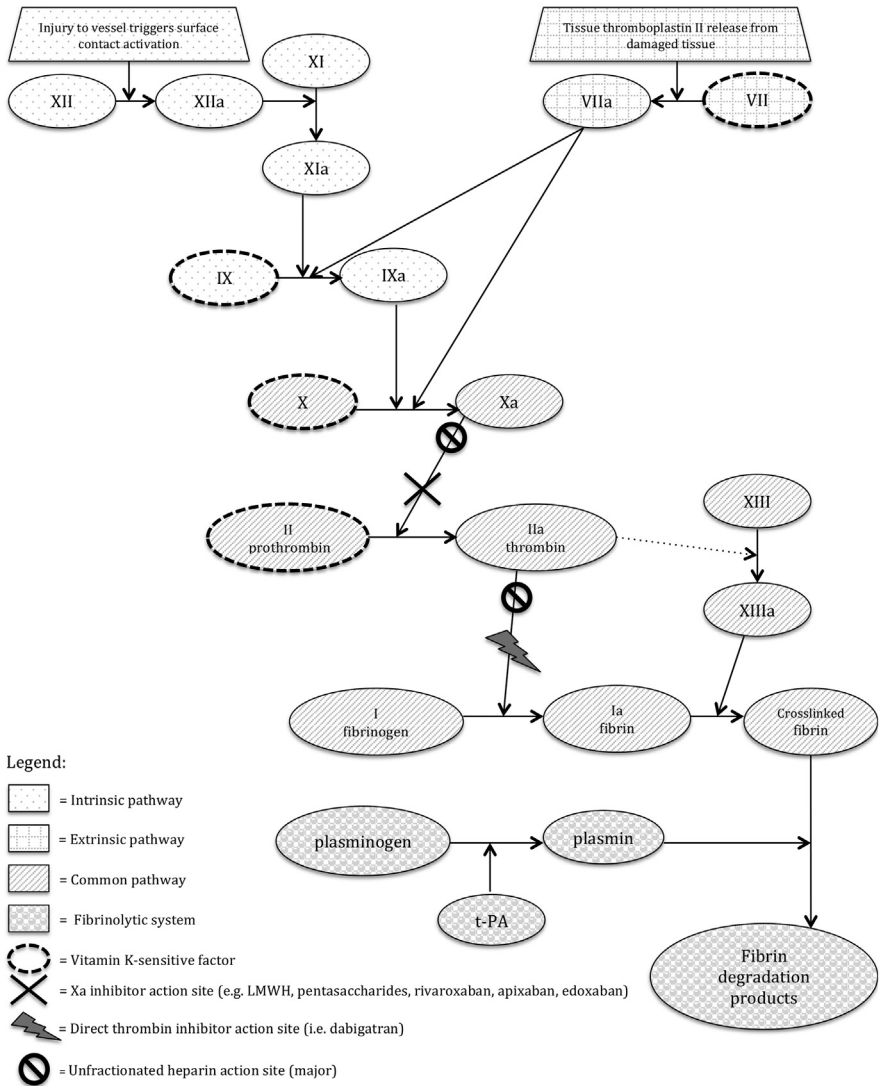 Injury to vessel triggers surface
contact activation
Tissue thromboplastin II release from
damaged tissue
XI
XII
XIIa
VIIa
VII
XIa
IX
IXa
X
Xa
XIII
II
prothrombin
IIa
thrombin
XIIIa
I
fibrinogen
Ia
fibrin
Crosslinked
fibrin
Legend:
= Intrinsic pathway
= Extrinsic pathway
= Common pathway
= Fibrinolytic system
= Vitamin K-sensitive factor
= Xa inhibitor action site (e.g. LMWH, pentasaccharides, rivaroxaban, apixaban, edoxaban)
= Direct thrombin inhibitor action site (i.e. dabigatran)
= Unfractionated heparin action site (major)
plasminogen
plasmin
t-PA
Fibrin
degradation
products